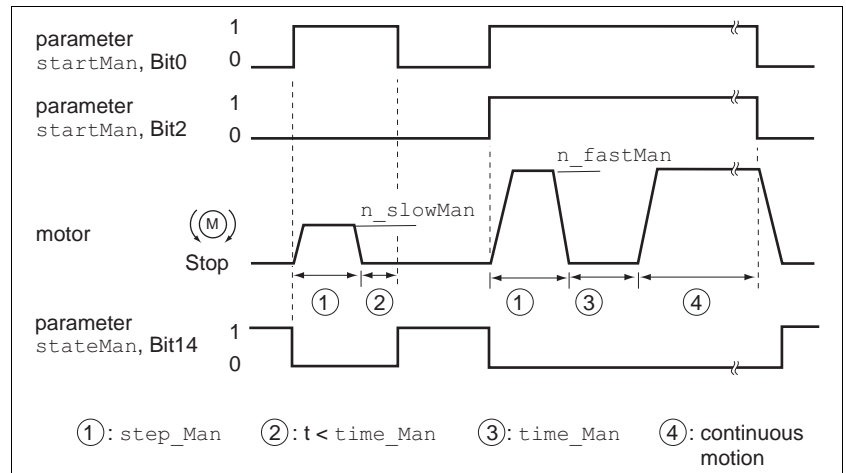 parameter
startMan, Bit0
1
0
parameter
startMan, Bit2
1
0
n_fastMan
n_slowMan
motor
M
Stop
1 2 1 3 4
parameter
stateMan, Bit14
1
0
1: step_Man 2: t < time_Man 3: time_Man 4: continuous
motion